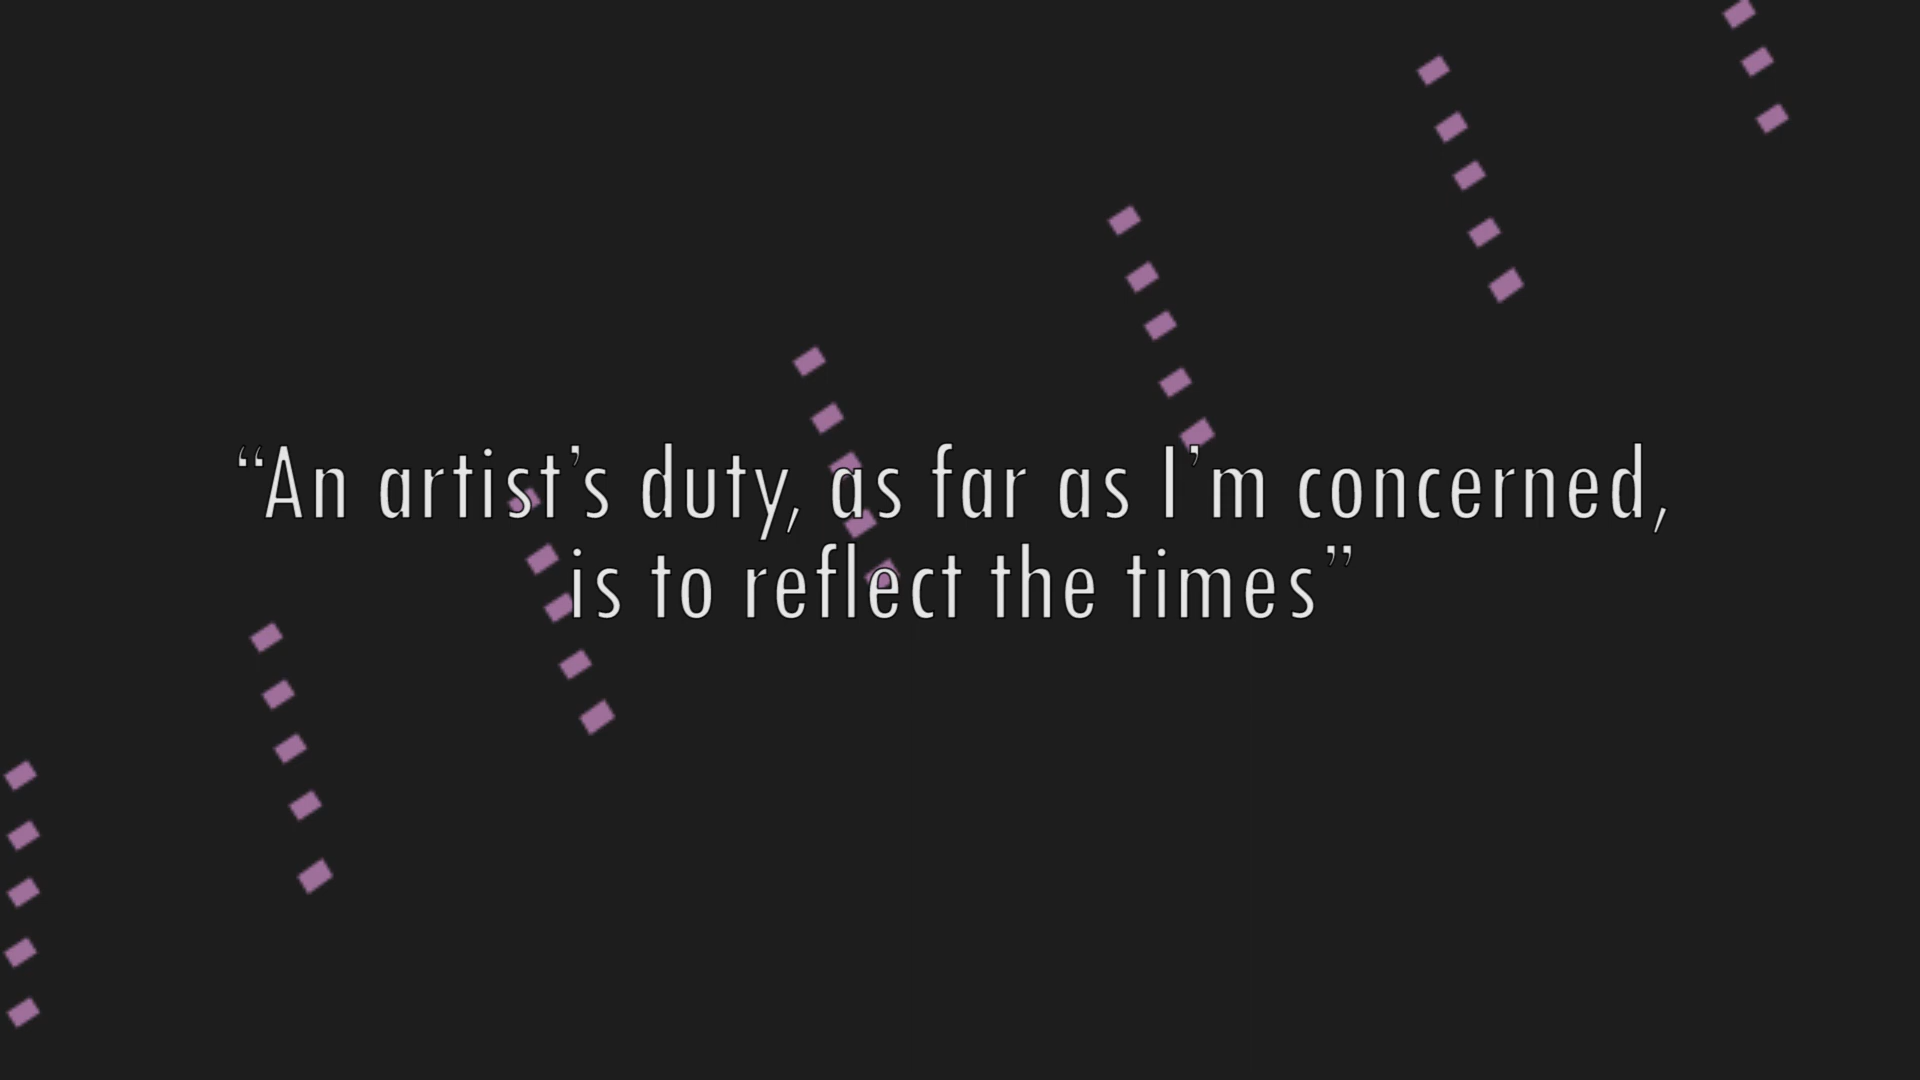 “An artist’s duty, as far as I’m concerned,
is to reflect the times”